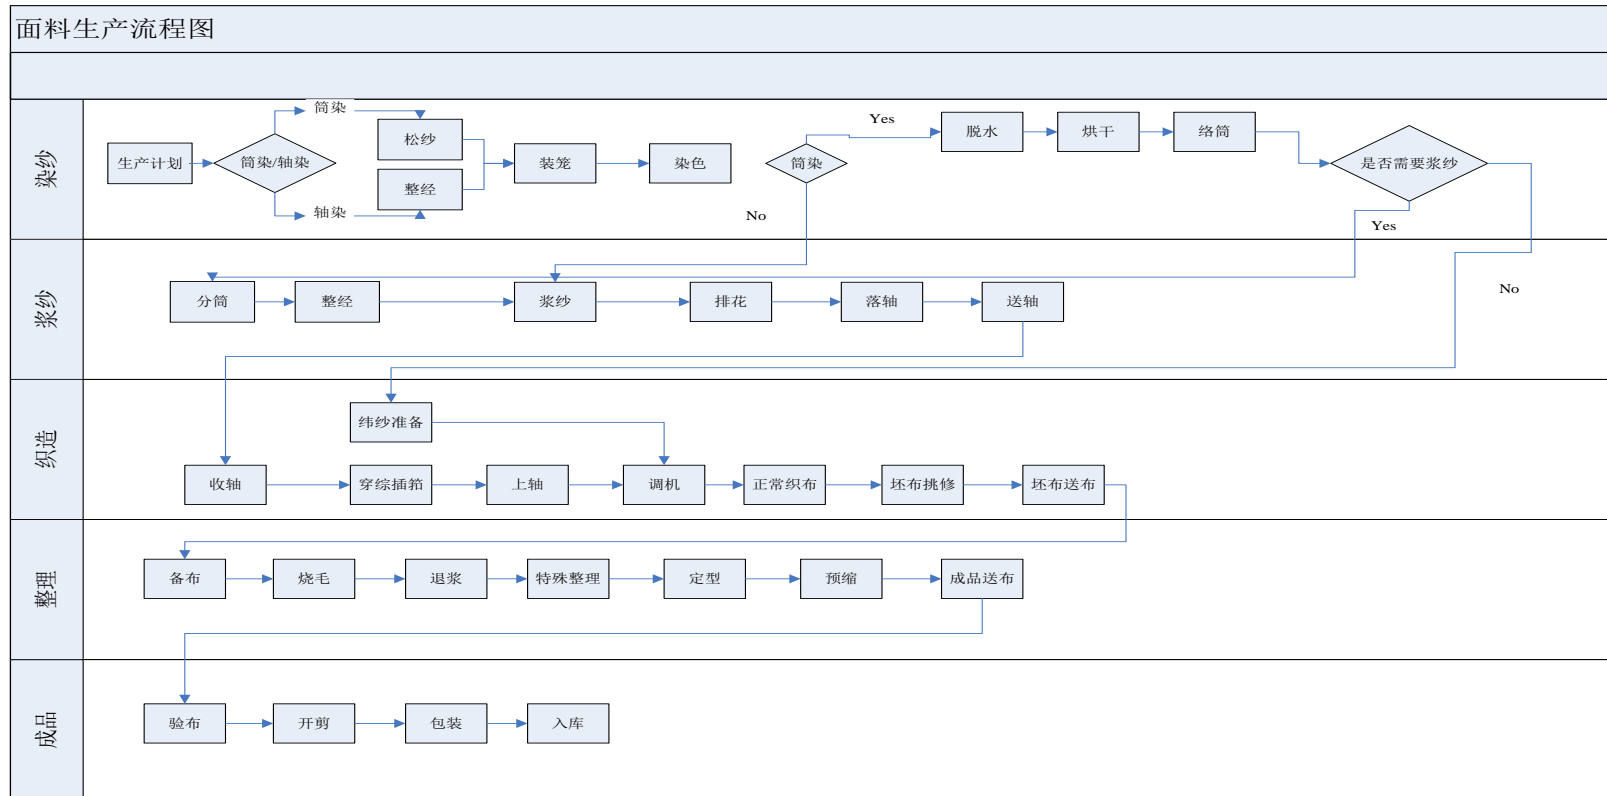 面料生产流程图
染纱
生产计划
筒染/轴染
筒染
轴染
松纱
整经
装笼
染色
筒染
Yes
No
脱水
烘干
络筒
是否需要浆纱
Yes
No
浆纱
分筒
整经
浆纱
排花
落轴
送轴
织造
纬纱准备
收轴
穿综插筘
上轴
调机
正常织布
坯布挑修
坯布送布
整理
备布
烧毛
退浆
特殊整理
定型
预缩
成品送布
成品
验布
开剪
包装
入库